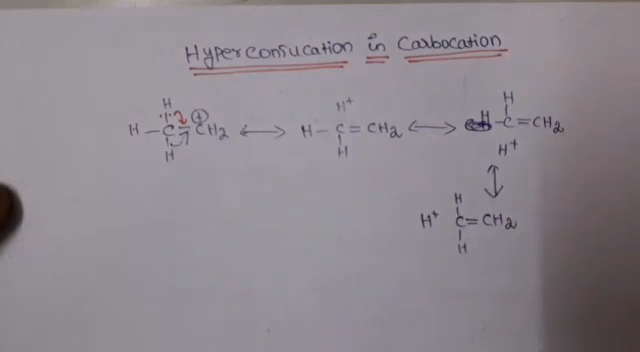 Hyperconjucation in Carbocation
H H⁺ H
H – C – CH₂ ⊕ ⟷ H – C = CH₂ ⟷ H – C = CH₂
H H H⁺
↕
H
H⁺ C = CH₂
H